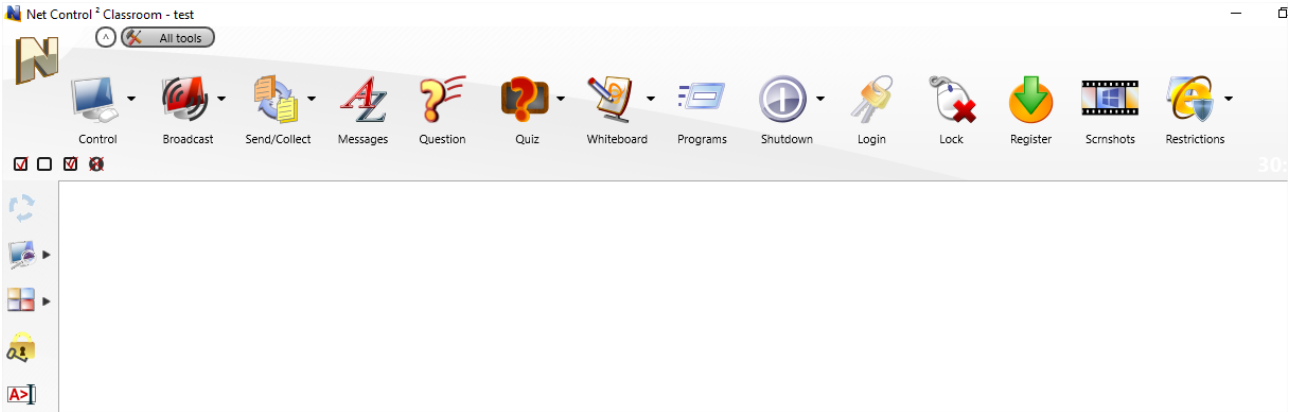 Net Control ² Classroom - test
All tools
Control Broadcast Send/Collect Messages Question Quiz Whiteboard Programs Shutdown Login Lock Register Scrnshots Restrictions
30:
A>